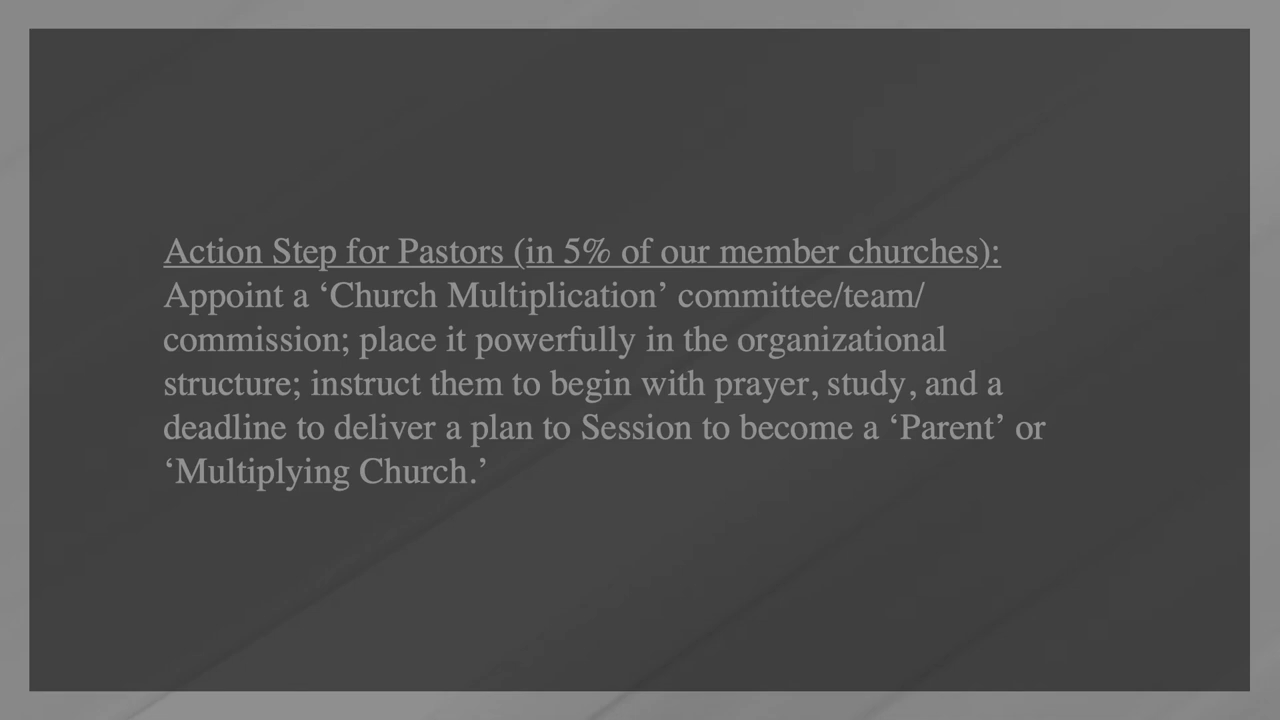 Action Step for Pastors (in 5% of our member churches):
Appoint a ‘Church Multiplication’ committee/team/
commission; place it powerfully in the organizational
structure; instruct them to begin with prayer, study, and a
deadline to deliver a plan to Session to become a ‘Parent’ or
‘Multiplying Church.’